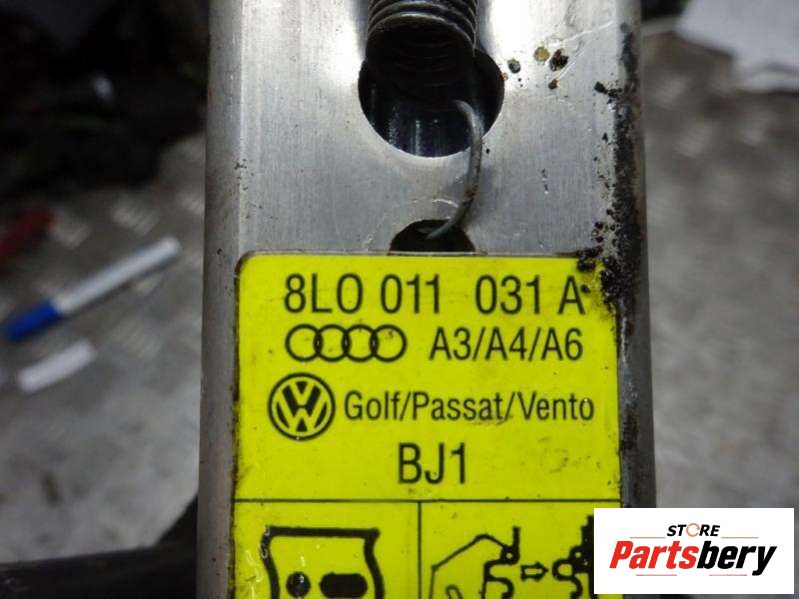 8L0 011 031 A
A3/A4/A6
Golf/Passat/Vento
BJ1
STORE
Partsbery